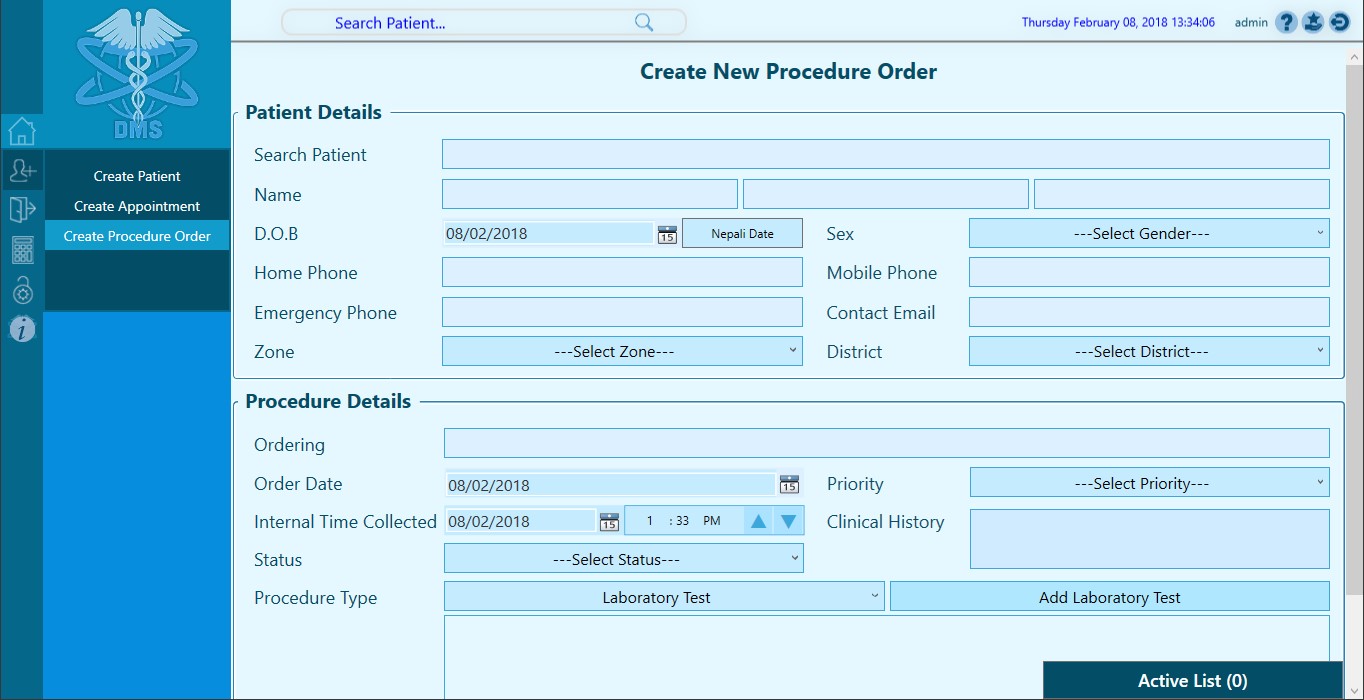 Search Patient...
Thursday February 08, 2018 13:34:06 admin ?
DMS
Create Patient
Create Appointment
Create Procedure Order
i
Create New Procedure Order
Patient Details
Search Patient
Name
D.O.B 08/02/2018 15 Nepali Date Sex ---Select Gender---
Home Phone Mobile Phone
Emergency Phone Contact Email
Zone ---Select Zone--- District ---Select District---
Procedure Details
Ordering
Order Date 08/02/2018 15 Priority ---Select Priority---
Internal Time Collected 08/02/2018 15 1 : 33 PM Clinical History
Status ---Select Status---
Procedure Type Laboratory Test Add Laboratory Test
Active List (0)